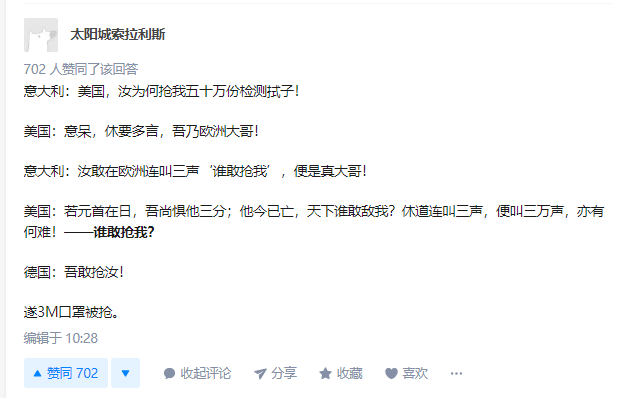 太阳城索拉利斯
702 人赞同了该回答
意大利：美国，汝为何抢我五十万份检测拭子！
美国：意呆，休要多言，吾乃欧洲大哥！
意大利：汝敢在欧洲连叫三声‘谁敢抢我’，便是真大哥！
美国：若元首在日，吾尚惧他三分；他今已亡，天下谁敢敌我？休道连叫三声，便叫三万声，亦有
何难！——谁敢抢我？
德国：吾敢抢汝！
遂3M口罩被抢。
编辑于 10:28
赞同 702 收起评论 分享 收藏 喜欢 ···